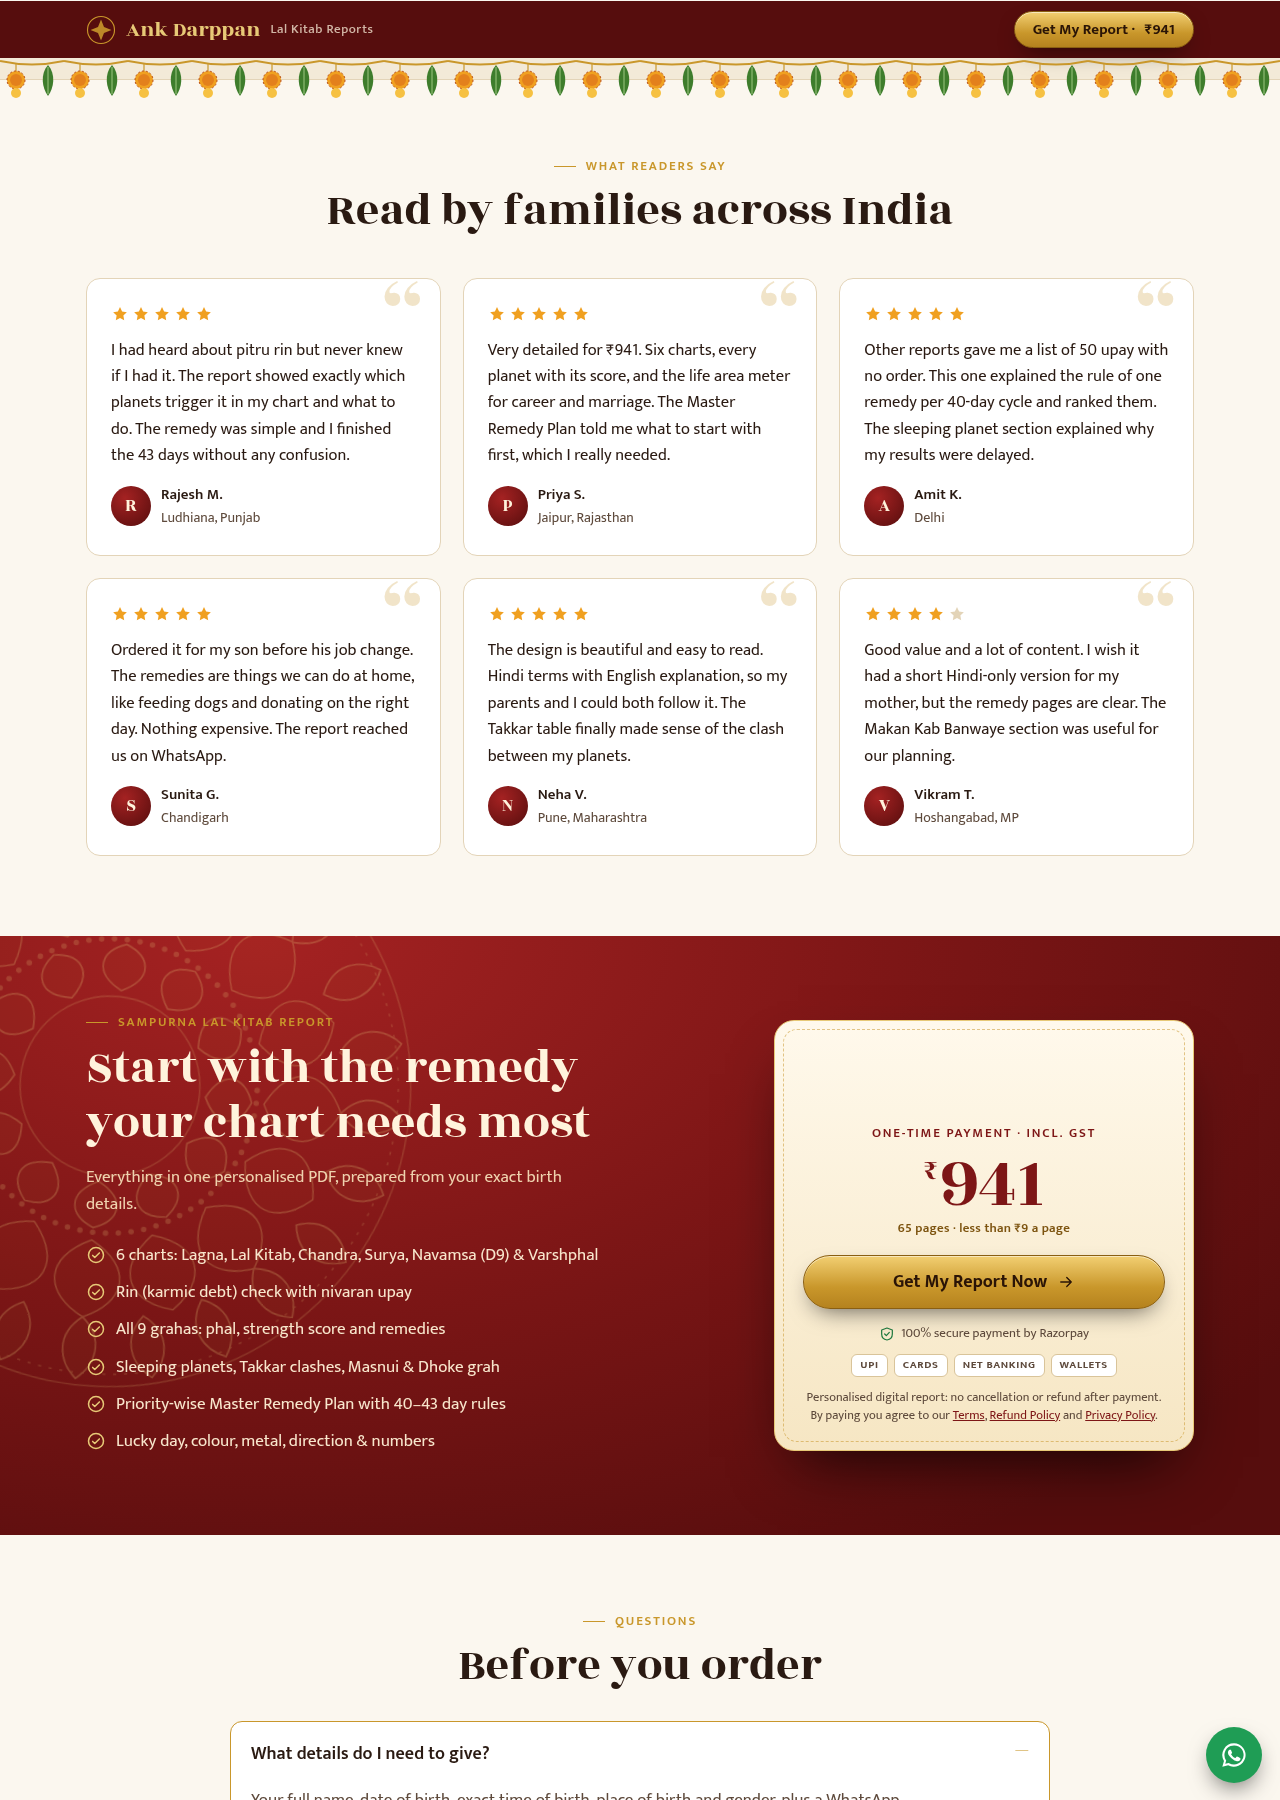 Ank Darppan
Lal Kitab Reports
Get My Report · ₹941
WHAT READERS SAY
Read by families across India
I had heard about pitru rin but never knew
if I had it. The report showed exactly which
planets trigger it in my chart and what to
do. The remedy was simple and I finished
the 43 days without any confusion.
R
Rajesh M.
Ludhiana, Punjab
Very detailed for ₹941. Six charts, every
planet with its score, and the life area meter
for career and marriage. The Master
Remedy Plan told me what to start with
first, which I really needed.
P
Priya S.
Jaipur, Rajasthan
Other reports gave me a list of 50 upay with
no order. This one explained the rule of one
remedy per 40-day cycle and ranked them.
The sleeping planet section explained why
my results were delayed.
A
Amit K.
Delhi
Ordered it for my son before his job change.
The remedies are things we can do at home,
like feeding dogs and donating on the right
day. Nothing expensive. The report reached
us on WhatsApp.
S
Sunita G.
Chandigarh
The design is beautiful and easy to read.
Hindi terms with English explanation, so my
parents and I could both follow it. The
Takkar table finally made sense of the clash
between my planets.
N
Neha V.
Pune, Maharashtra
Good value and a lot of content. I wish it
had a short Hindi-only version for my
mother, but the remedy pages are clear. The
Makan Kab Banwaye section was useful for
our planning.
V
Vikram T.
Hoshangabad, MP
SAMPURNA LAL KITAB REPORT
Start with the remedy
your chart needs most
Everything in one personalised PDF, prepared from your exact birth
details.
6 charts: Lagna, Lal Kitab, Chandra, Surya, Navamsa (D9) & Varshphal
Rin (karmic debt) check with nivaran upay
All 9 grahas: phal, strength score and remedies
Sleeping planets, Takkar clashes, Masnui & Dhoke grah
Priority-wise Master Remedy Plan with 40–43 day rules
Lucky day, colour, metal, direction & numbers
ONE-TIME PAYMENT · INCL. GST
₹941
65 pages · less than ₹9 a page
Get My Report Now →
100% secure payment by Razorpay
UPI
CARDS
NET BANKING
WALLETS
Personalised digital report: no cancellation or refund after payment.
By paying you agree to our Terms, Refund Policy and Privacy Policy.
QUESTIONS
Before you order
What details do I need to give?
Your full name, date of birth, exact time of birth, place of birth and gender, plus a WhatsApp